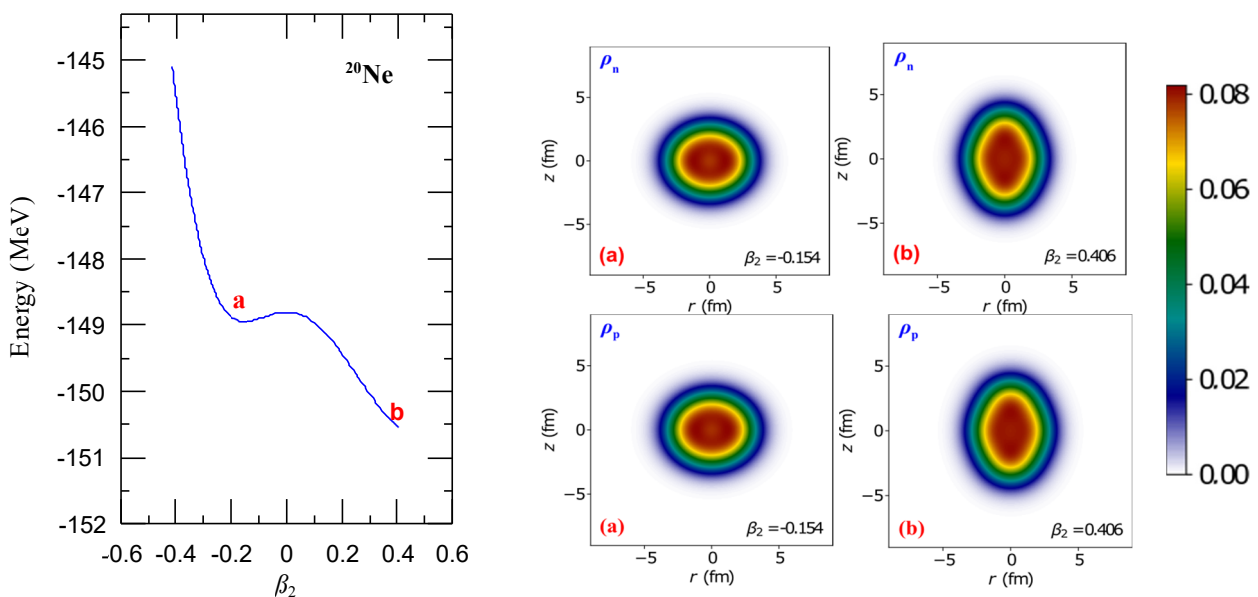 -145
-146
-147
-148
-149
-150
-151
-152
Energy (MeV)
²⁰Ne
a
b
-0.6 -0.4 -0.2 0 0.2 0.4 0.6
β₂
ρₙ
5
0
−5
z (fm)
(a)
β₂ =-0.154
−5 0 5
r (fm)
ρₙ
5
0
−5
z (fm)
(b)
β₂ =0.406
−5 0 5
r (fm)
ρₚ
5
0
−5
z (fm)
(a)
β₂ =-0.154
−5 0 5
r (fm)
ρₚ
5
0
−5
z (fm)
(b)
β₂ =0.406
−5 0 5
r (fm)
0.08
0.06
0.04
0.02
0.00